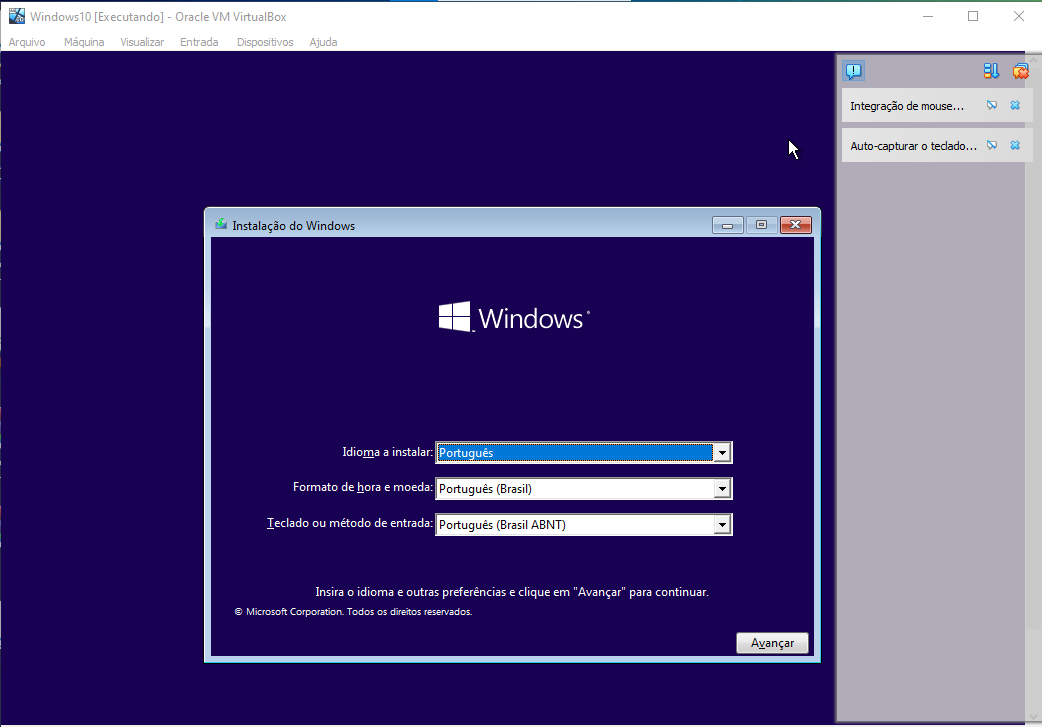 Windows10 [Executando] - Oracle VM VirtualBox
Arquivo Máquina Visualizar Entrada Dispositivos Ajuda
Integração de mouse...
Auto-capturar o teclado...
Instalação do Windows
Windows
Idioma a instalar: Português
Formato de hora e moeda: Português (Brasil)
Teclado ou método de entrada: Português (Brasil ABNT)
Insira o idioma e outras preferências e clique em "Avançar" para continuar.
© Microsoft Corporation. Todos os direitos reservados.
Avançar